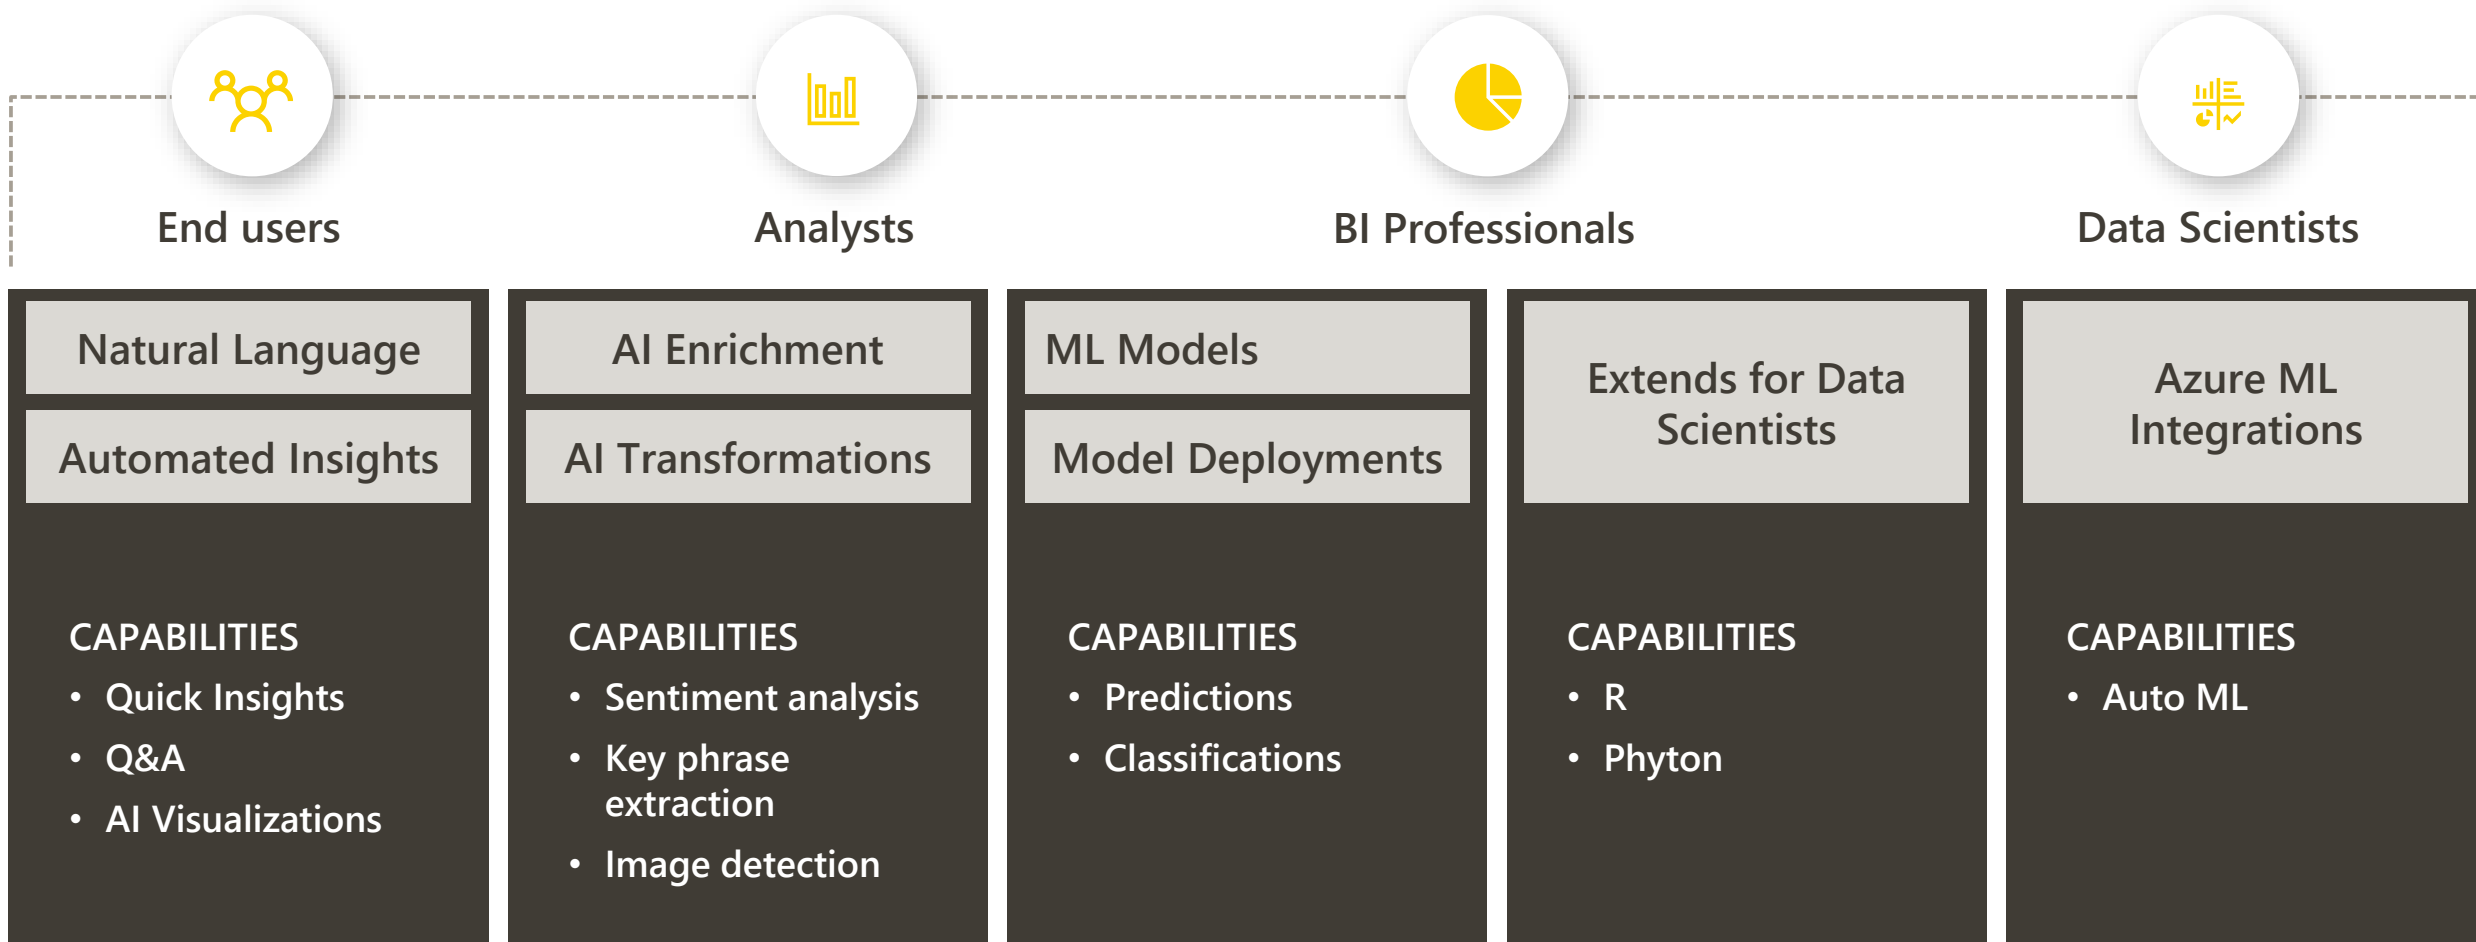 End users
Analysts
BI Professionals
Data Scientists
Natural Language
Automated Insights
CAPABILITIES
• Quick Insights
• Q&A
• AI Visualizations
AI Enrichment
AI Transformations
CAPABILITIES
• Sentiment analysis
• Key phrase
extraction
• Image detection
ML Models
Model Deployments
CAPABILITIES
• Predictions
• Classifications
Extends for Data
Scientists
CAPABILITIES
• R
• Phyton
Azure ML
Integrations
CAPABILITIES
• Auto ML